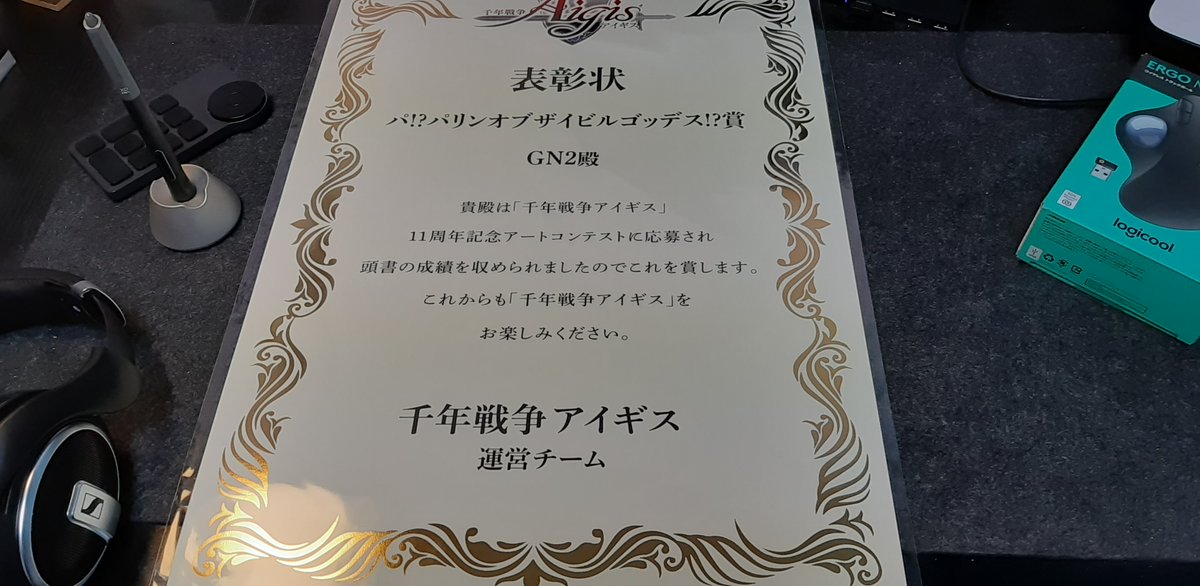 千年戦争
Aigis
アイギス
表彰状
パ!?パリンオブザイビルゴッデス!?賞
GN2殿
貴殿は「千年戦争アイギス」
11周年記念アートコンテストに応募され
頭書の成績を収められましたのでこれを賞します。
これからも「千年戦争アイギス」を
お楽しみください。
千年戦争アイギス
運営チーム
ERGO
logicool